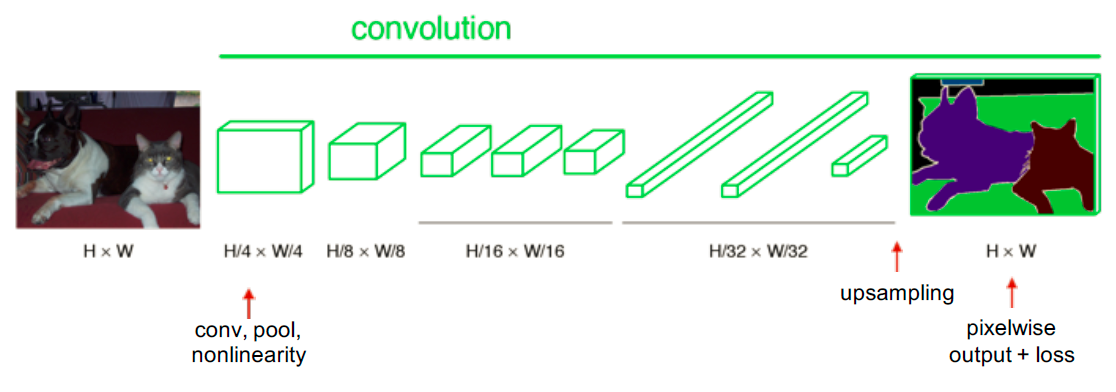 convolution
H × W
H/4 × W/4
H/8 × W/8
H/16 × W/16
H/32 × W/32
H × W
conv, pool,
nonlinearity
upsampling
pixelwise
output + loss